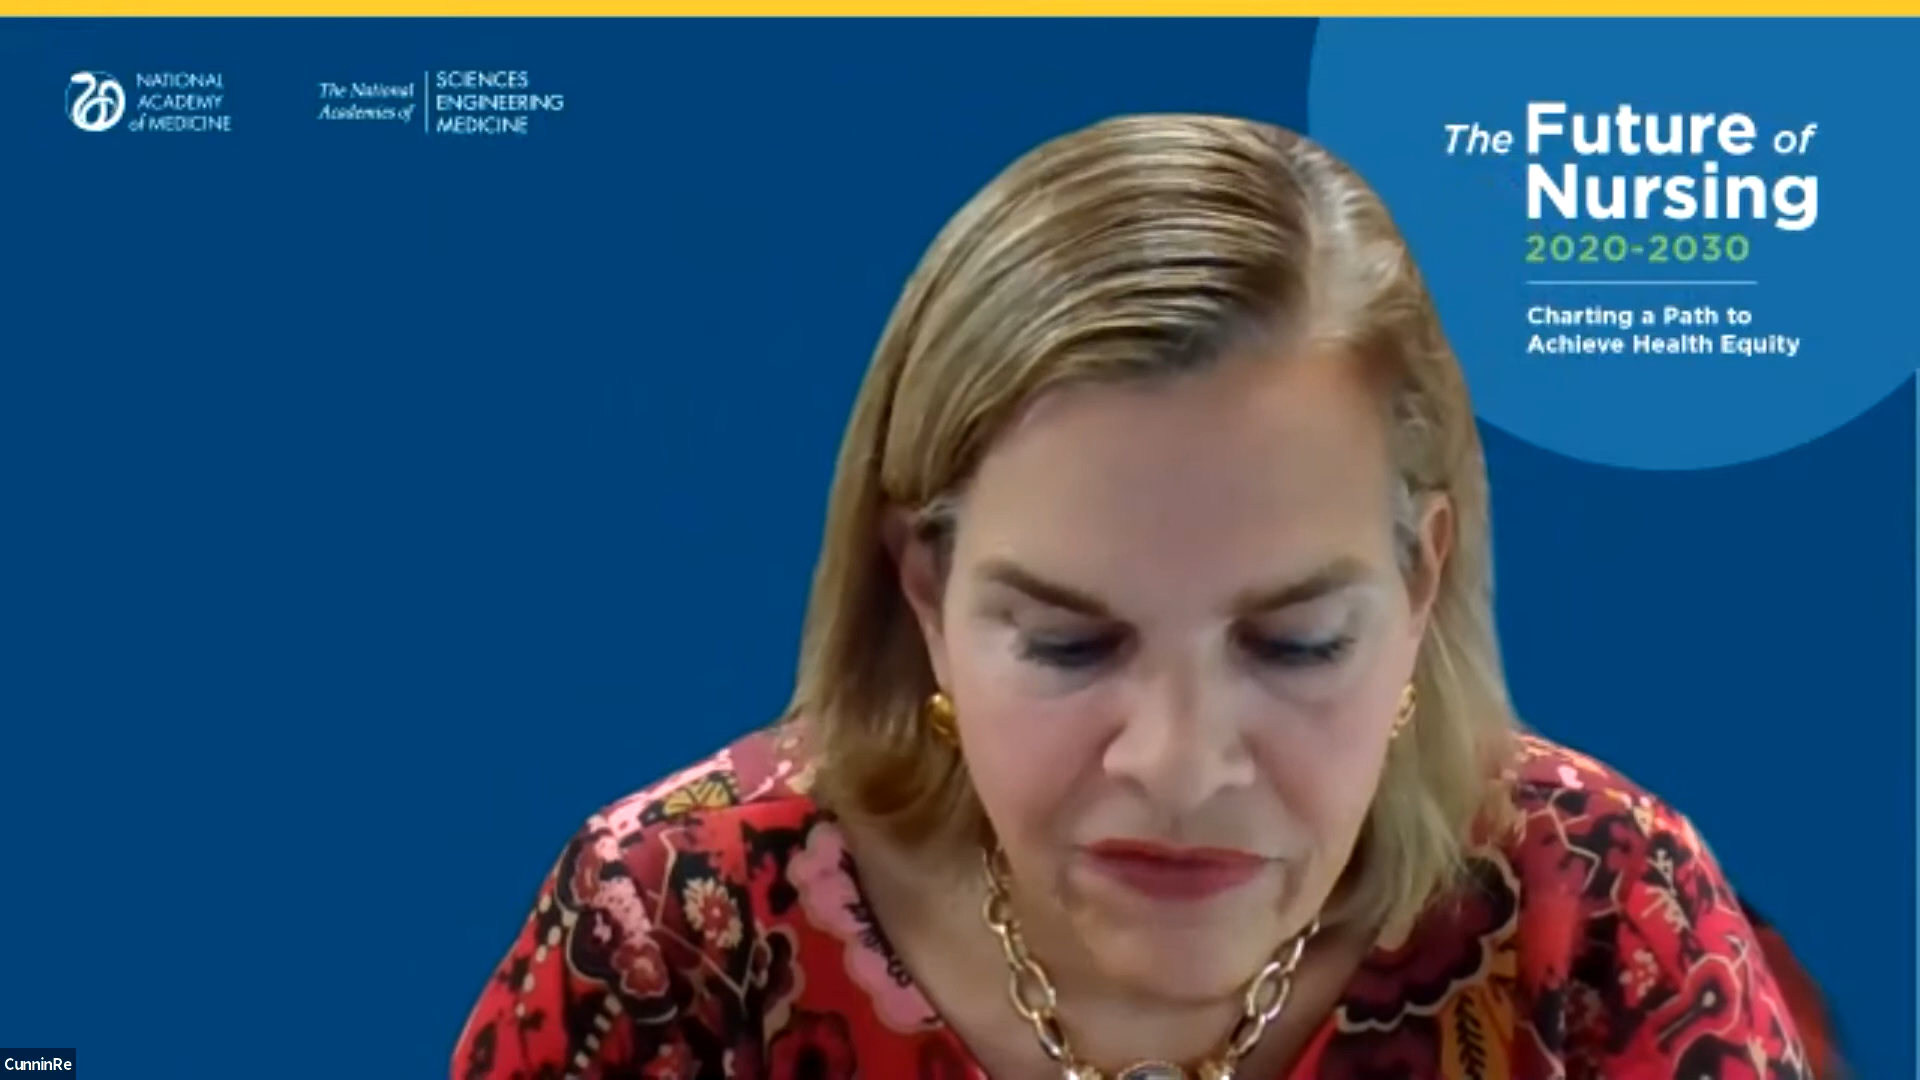 NATIONAL
ACADEMY
of MEDICINE
The National
Academies of
SCIENCES
ENGINEERING
MEDICINE
The Future of
Nursing
2020-2030
Charting a Path to
Achieve Health Equity
CunninRe